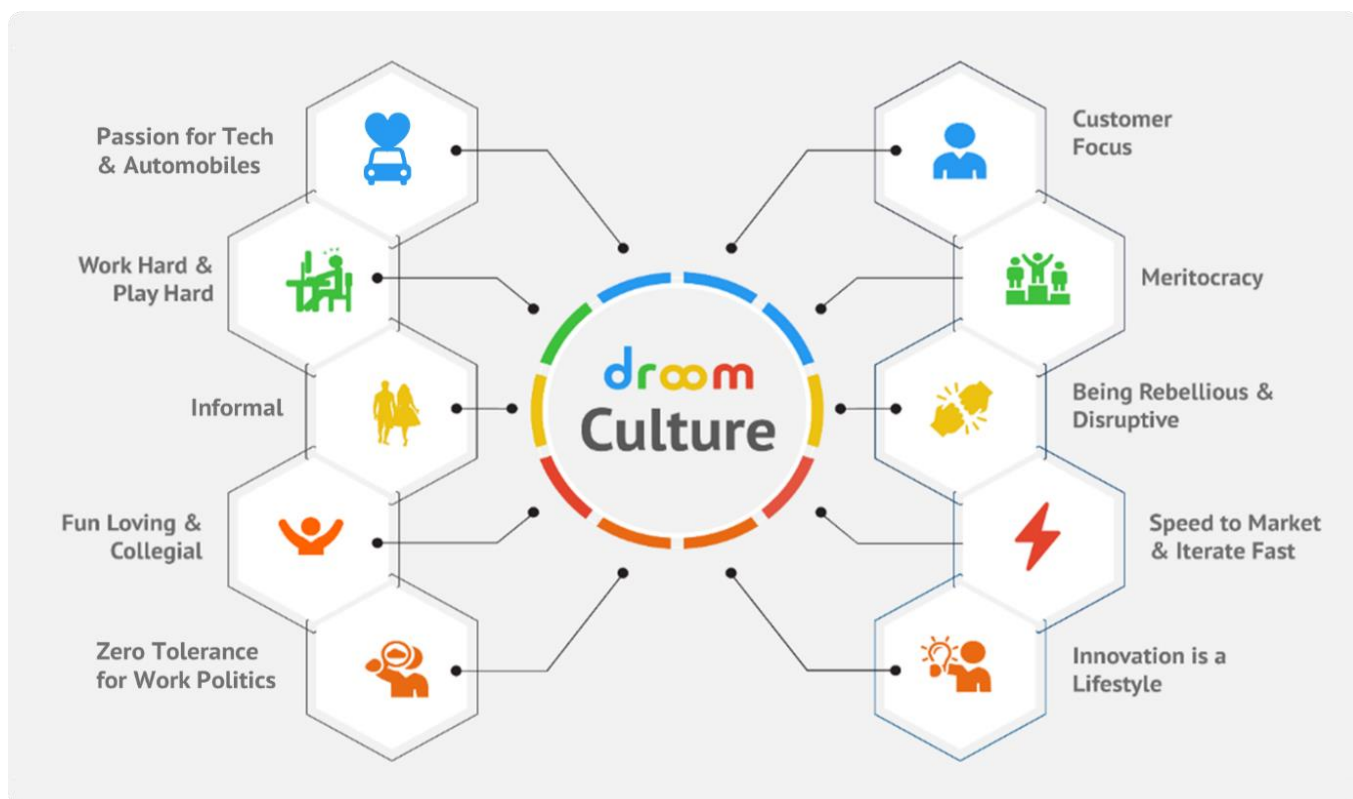 Passion for Tech
& Automobiles
Work Hard &
Play Hard
Informal
Fun Loving &
Collegial
Zero Tolerance
for Work Politics
droom
Culture
Customer
Focus
Meritocracy
Being Rebellious &
Disruptive
Speed to Market
& Iterate Fast
Innovation is a
Lifestyle